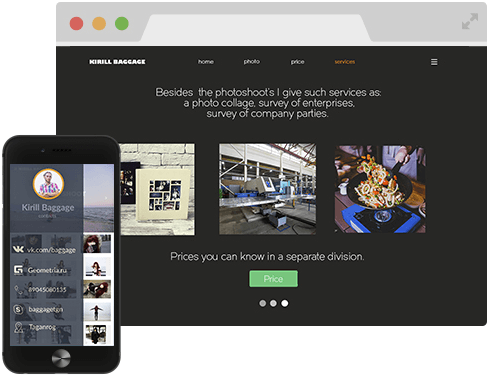 KIRILL BAGGAGE
home
photo
price
services
Besides the photoshoot's I give such services as:
a photo collage, survey of enterprises,
survey of company parties.
Prices you can know in a separate division.
Price
Kirill Baggage
vk.com/baggage
Geometria.ru
89045080135
baggagetgn
Taganrog